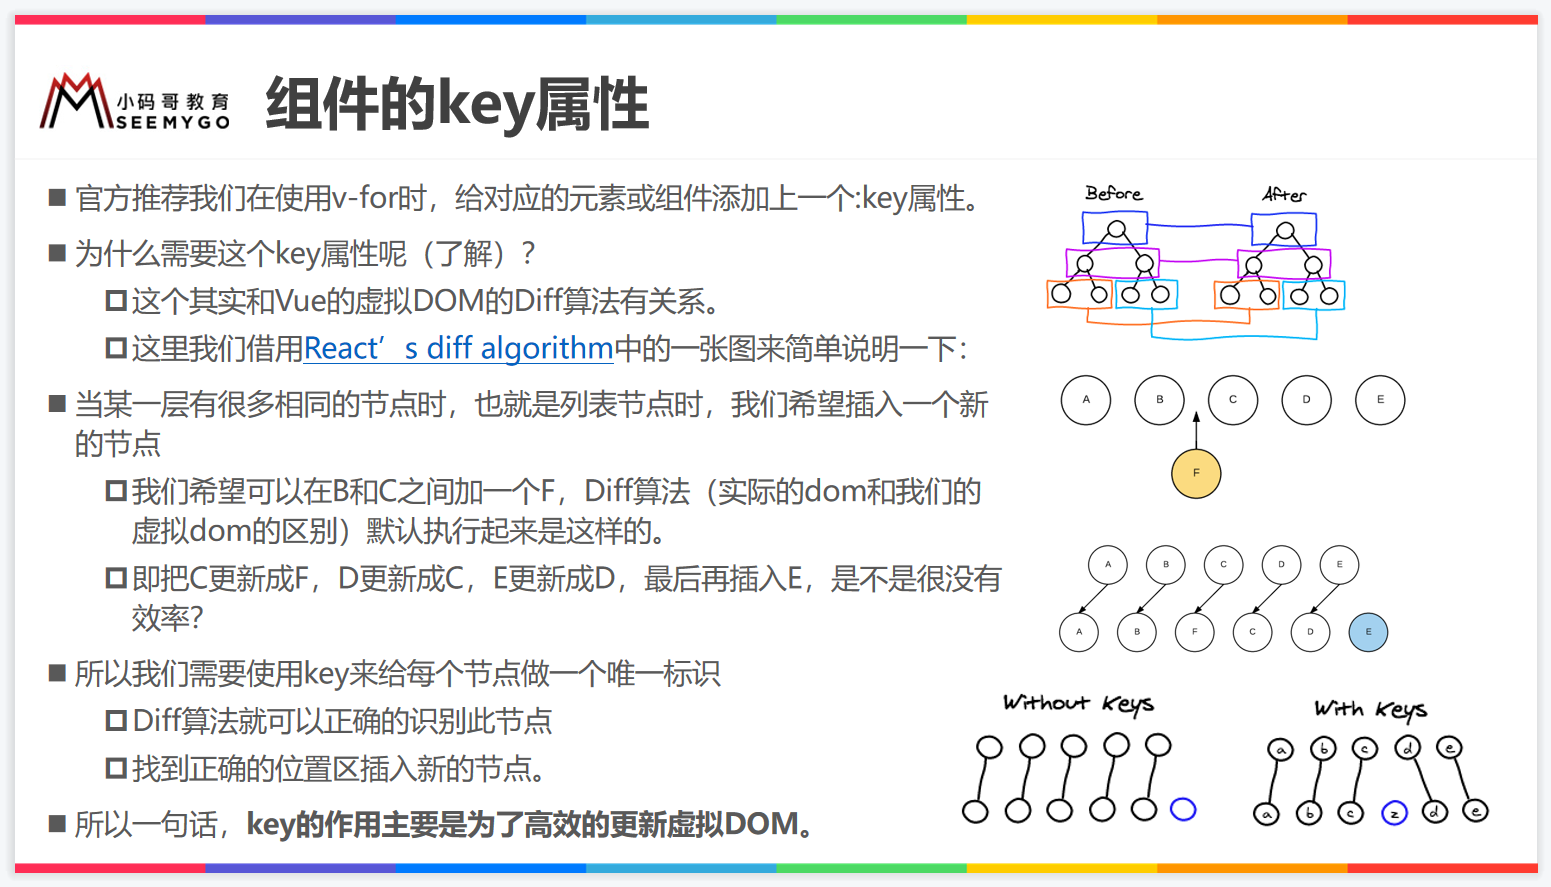 小码哥教育
SEEMYGO
组件的key属性
官方推荐我们在使用v-for时，给对应的元素或组件添加上一个:key属性。
为什么需要这个key属性呢（了解）？
这个其实和Vue的虚拟DOM的Diff算法有关系。
这里我们借用React’s diff algorithm中的一张图来简单说明一下：
当某一层有很多相同的节点时，也就是列表节点时，我们希望插入一个新
的节点
我们希望可以在B和C之间加一个F，Diff算法（实际的dom和我们的
虚拟dom的区别）默认执行起来是这样的。
即把C更新成F，D更新成C，E更新成D，最后再插入E，是不是很没有
效率？
所以我们需要使用key来给每个节点做一个唯一标识
Diff算法就可以正确的识别此节点
找到正确的位置区插入新的节点。
所以一句话，key的作用主要是为了高效的更新虚拟DOM。
Before After
A B C D E
F
A B C D E
A B F C D E
Without Keys
With Keys
a b c d e
a b c z d e